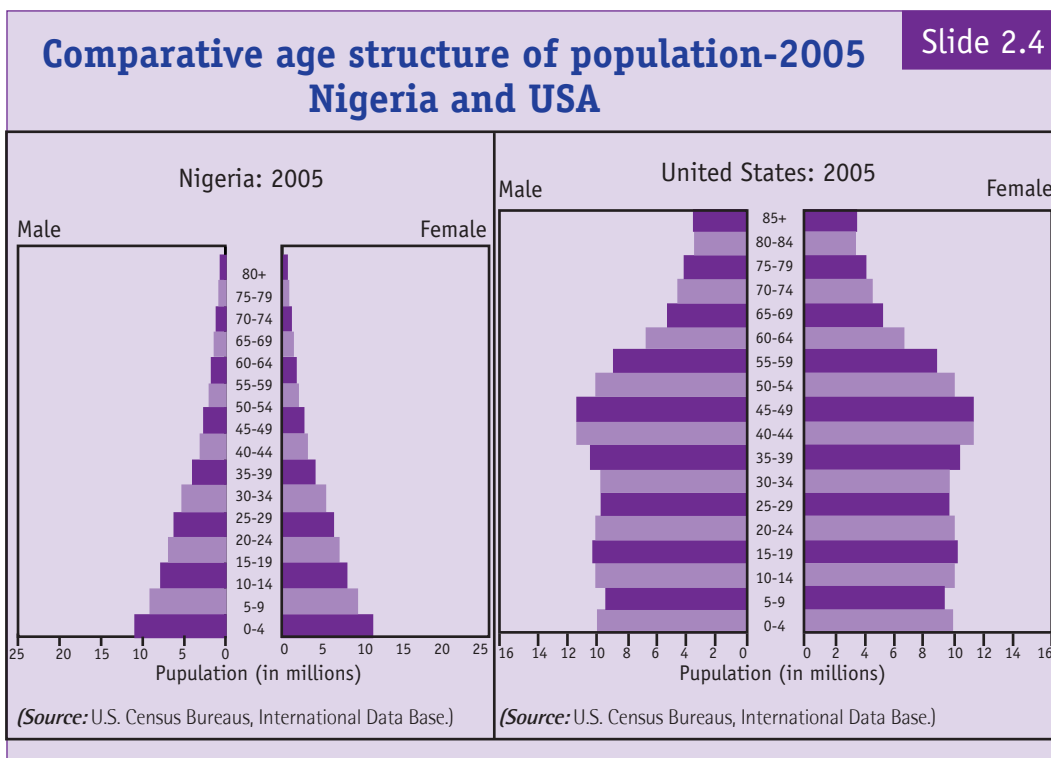 Slide 2.4
Comparative age structure of population-2005
Nigeria and USA
Nigeria: 2005
Male
Female
80+
75-79
70-74
65-69
60-64
55-59
50-54
45-49
40-44
35-39
30-34
25-29
20-24
15-19
10-14
5-9
0-4
25 20 15 10 5 0 0 5 10 15 20 25
Pupulation (in millions)
(Source: U.S. Census Bureaus, International Data Base.)
United States: 2005
Male
Female
85+
80-84
75-79
70-74
65-69
60-64
55-59
50-54
45-49
40-44
35-39
30-34
25-29
20-24
15-19
10-14
5-9
0-4
16 14 12 10 8 6 4 2 0 0 2 4 6 8 10 12 14 16
Pupulation (in millions)
(Source: U.S. Census Bureaus, International Data Base.)